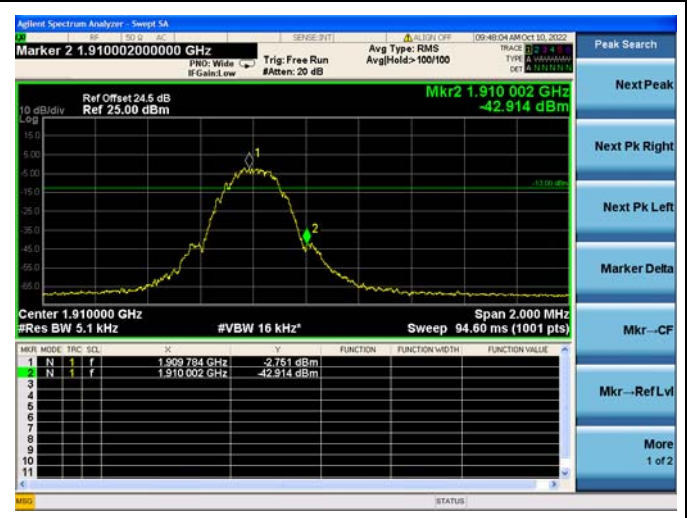 Agilent Spectrum Analyzer - Swept SA
RF 50 Ω AC SENSE:INT ALIGN OFF 09:48:04 AM Oct 10, 2022
Marker 2 1.910002000000 GHz Avg Type: RMS TRACE 1 2 3 4 5 6 Peak Search
PNO: Wide Trig: Free Run Avg|Hold:> 100/100 TYPE
IFGain:Low #Atten: 20 dB DET A N N N N N
Next Peak
Ref Offset 24.5 dB Mkr2 1.910 002 GHz
10 dB/div Ref 25.00 dBm -42.914 dBm
Log
15.0
Next Pk Right
5.00 1
-5.00
-13.00 dBm
-15.0
Next Pk Left
-25.0
-35.0 2
-45.0
Marker Delta
-55.0
-65.0
Center 1.910000 GHz Span 2.000 MHz
#Res BW 5.1 kHz #VBW 16 kHz* Sweep 94.60 ms (1001 pts)
Mkr→CF
MKR MODE TRC SCL X Y FUNCTION FUNCTION WIDTH FUNCTION VALUE
1 N 1 f 1.909 784 GHz -2.751 dBm
2 N 1 f 1.910 002 GHz -42.914 dBm
3
4
Mkr→RefLvl
5
6
7
8
9
More
10
1 of 2
11
MSG STATUS